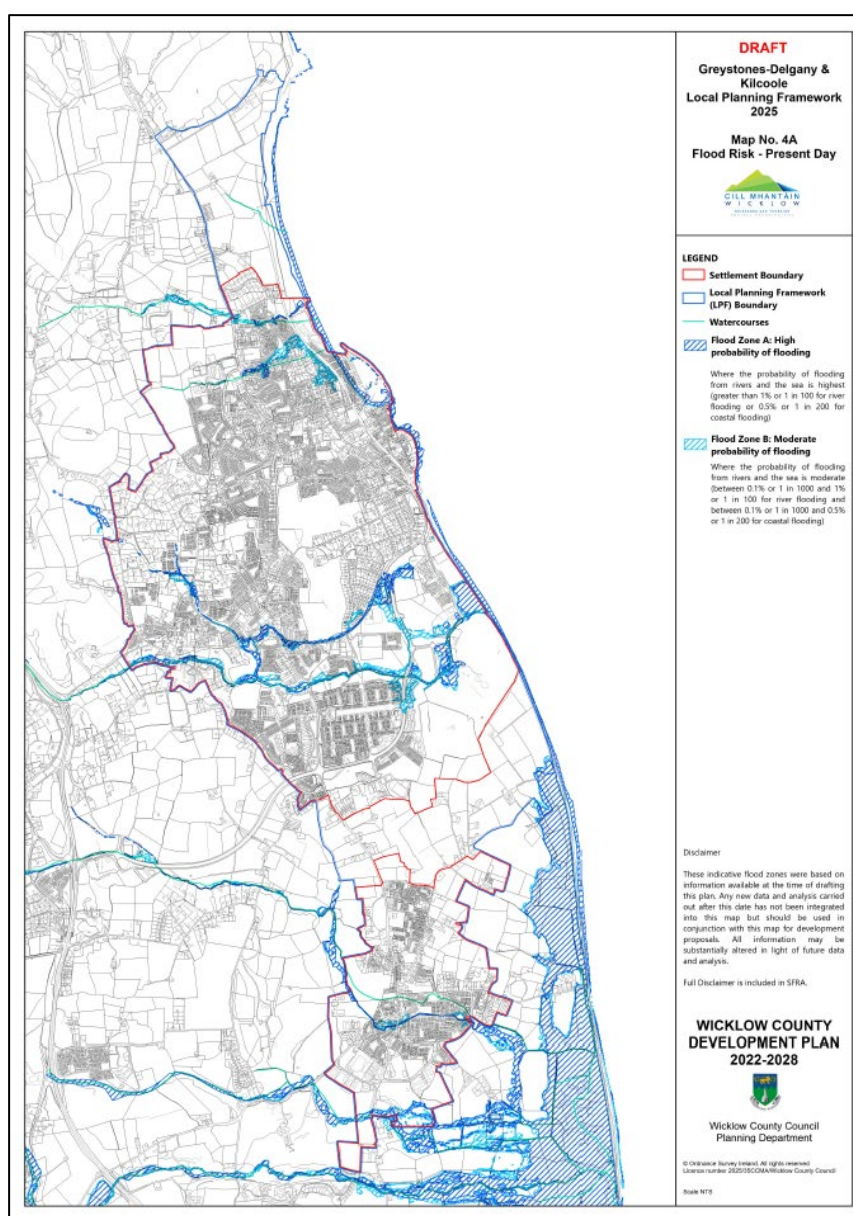 DRAFT
Greystones-Delgany &
Kilcoole
Local Planning Framework
2025
Map No. 4A
Flood Risk - Present Day
CILL MHANTÁIN
WICKLOW
LEGEND
Settlement Boundary
Local Planning Framework
(LPF) Boundary
Watercourses
Flood Zone A: High
probability of flooding
Where the probability of flooding
from rivers and the sea is highest
(greater than 1% or 1 in 100 for river
flooding or 0.5% or 1 in 200 for
coastal flooding)
Flood Zone B: Moderate
probability of flooding
Where the probability of flooding
from rivers and the sea is moderate
(between 0.1% or 1 in 1000 and 1%
or 1 in 100 for river flooding and
between 0.1% or 1 in 1000 and 0.5%
or 1 in 200 for coastal flooding)
Disclaimer
These indicative flood zones were based on
information available at the time of drafting
this plan. Any new data and analysis carried
out after this date has not been integrated
into this map but should be used in
conjunction with this map for development
proposals. All information may be
substantially altered in light of future data
and analysis.
Full Disclaimer is included in SFRA.
WICKLOW COUNTY
DEVELOPMENT PLAN
2022-2028
Wicklow County Council
Planning Department
© Ordnance Survey Ireland. All rights reserved
Licence number 2025/35CCMA/Wicklow County Council
Scale NTS